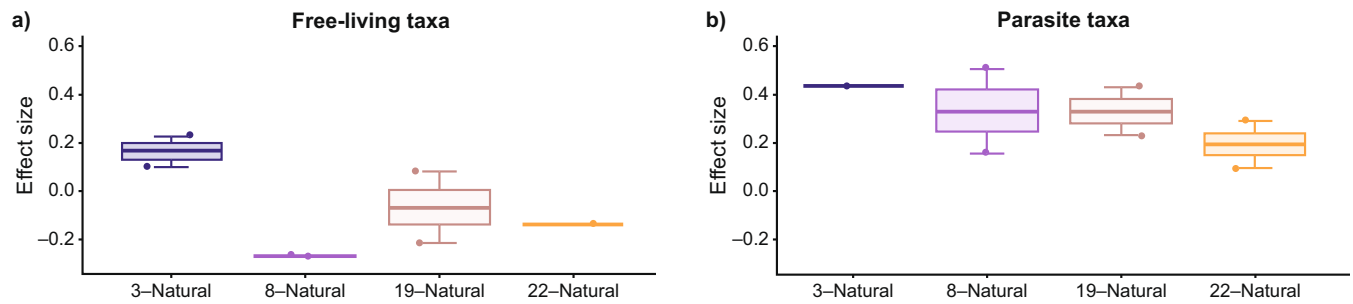 a) Free-living taxa
0.6
0.4
0.2
0.0
–0.2
Effect size
3–Natural 8–Natural 19–Natural 22–Natural
b) Parasite taxa
0.6
0.4
0.2
0.0
–0.2
Effect size
3–Natural 8–Natural 19–Natural 22–Natural